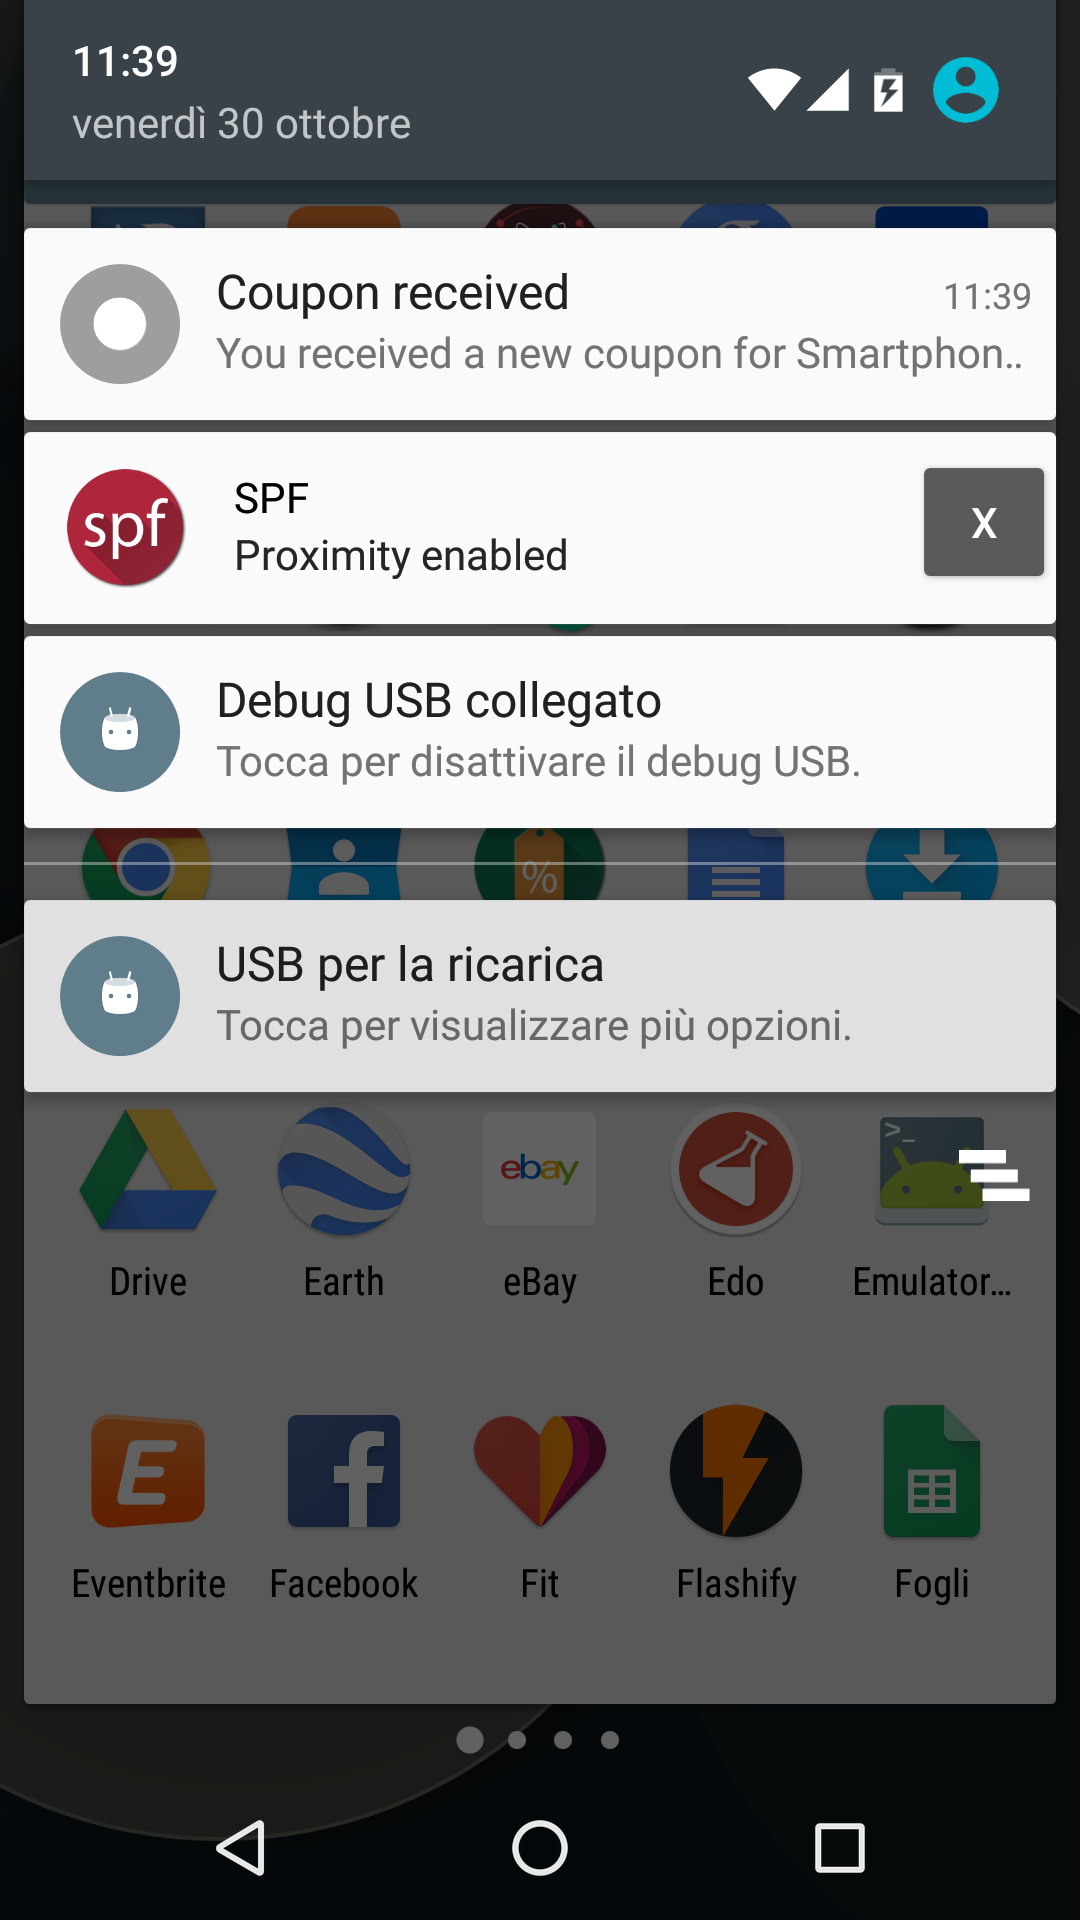 11:39
venerdì 30 ottobre
Coupon received
11:39
You received a new coupon for Smartphon..
spf
SPF
Proximity enabled
X
Debug USB collegato
Tocca per disattivare il debug USB.
%
USB per la ricarica
Tocca per visualizzare più opzioni.
ebay
>_
Drive
Earth
eBay
Edo
Emulator...
E
f
Eventbrite
Facebook
Fit
Flashify
Fogli